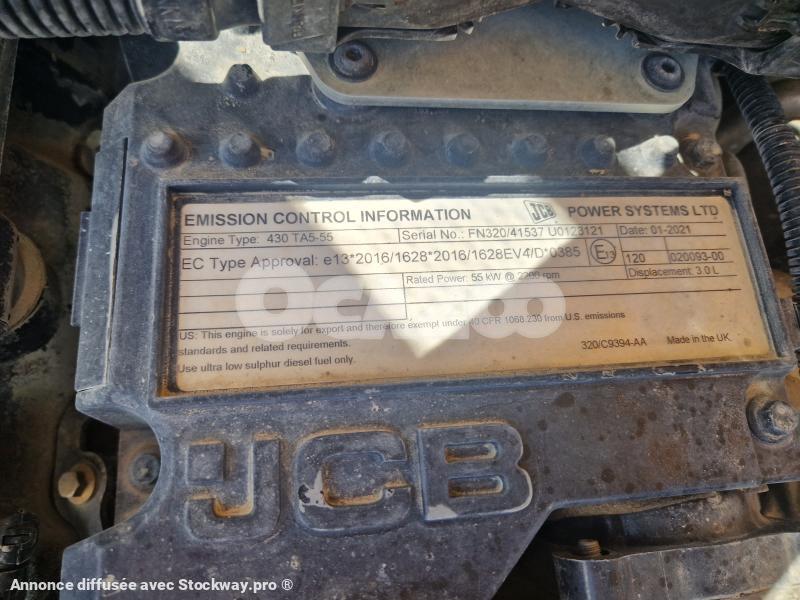 EMISSION CONTROL INFORMATION JCB POWER SYSTEMS LTD
Engine Type: 430 TA5-55 Serial No.: FN320/41537 U0123121 Date: 01-2021
EC Type Approval: e13*2016/1628*2016/1628EV4/D*0385 E13 120 020093-00
Rated Power: 55 kW @ 2200 rpm Displacement: 3.0 L
OCAZOO
US: This engine is solely for export and therefore exempt under 40 CFR 1068.230 from U.S. emissions
standards and related requirements.
Use ultra low sulphur diesel fuel only. 320/C9394-AA Made in the UK.
JCB
Annonce diffusée avec Stockway.pro ®